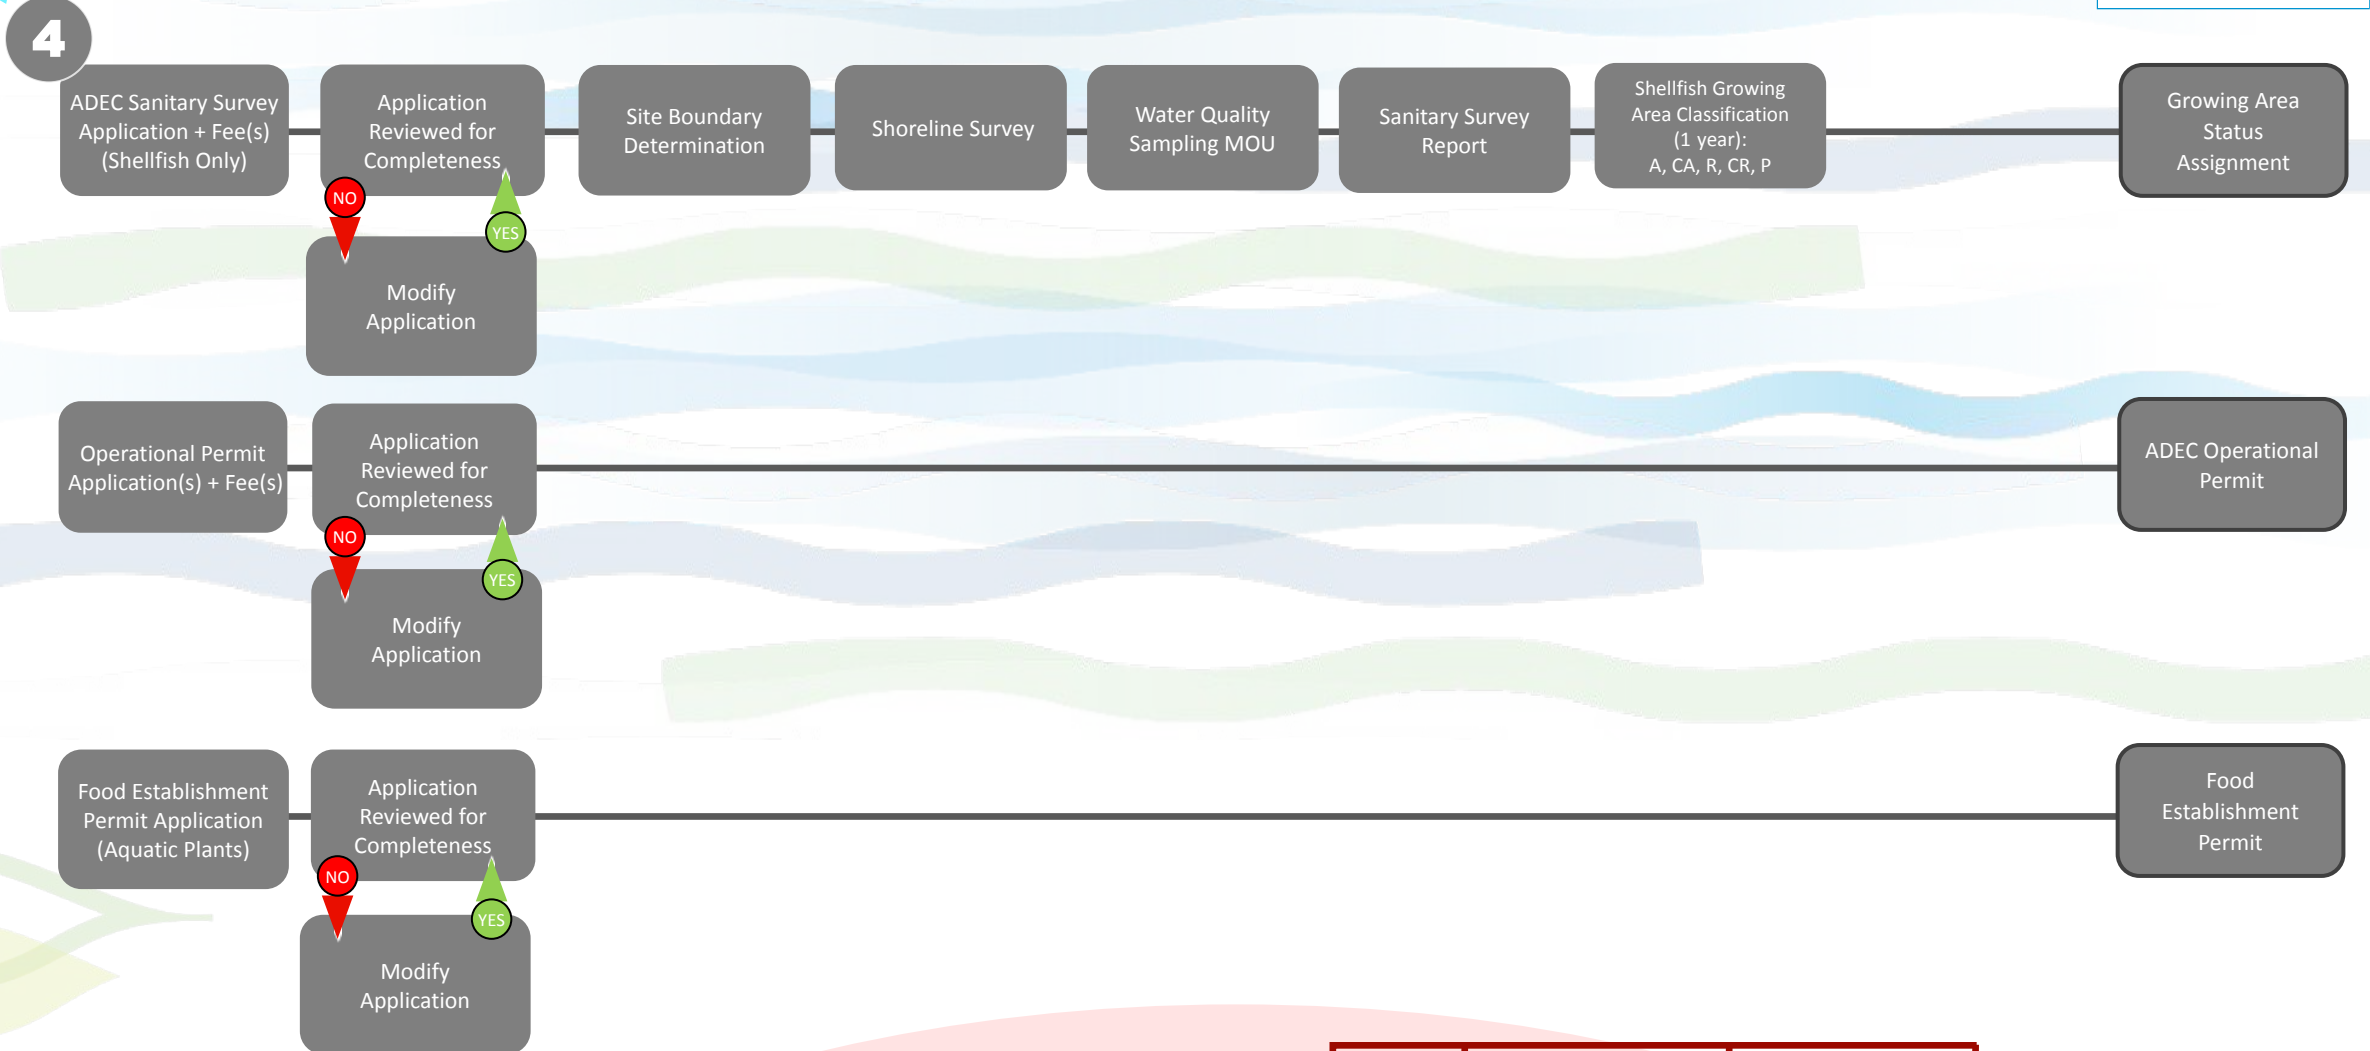 4
ADEC Sanitary Survey
Application + Fee(s)
(Shellfish Only)
Application
Reviewed for
Completeness
Site Boundary
Determination
Shoreline Survey
Water Quality
Sampling MOU
Sanitary Survey
Report
Shellfish Growing
Area Classification
(1 year):
A, CA, R, CR, P
Growing Area
Status
Assignment
NO
YES
Modify
Application
Operational Permit
Application(s) + Fee(s)
Application
Reviewed for
Completeness
ADEC Operational
Permit
NO
YES
Modify
Application
Food Establishment
Permit Application
(Aquatic Plants)
Application
Reviewed for
Completeness
Food
Establishment
Permit
NO
YES
Modify
Application